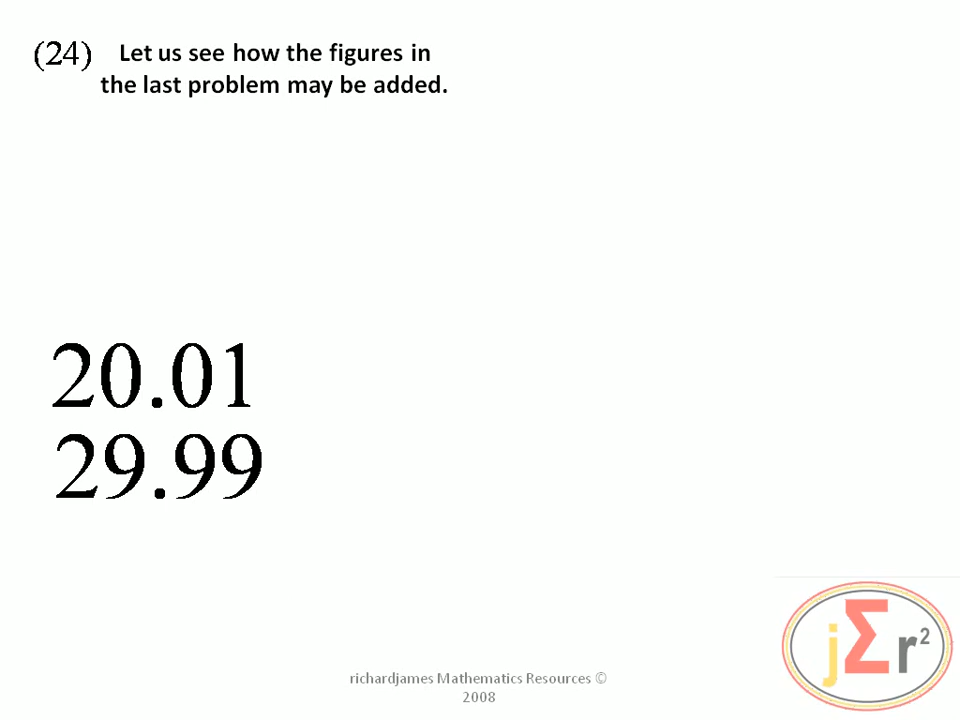 (24) Let us see how the figures in
the last problem may be added.
20.01
29.99
jΣr²
richardjames Mathematics Resources ©
2008